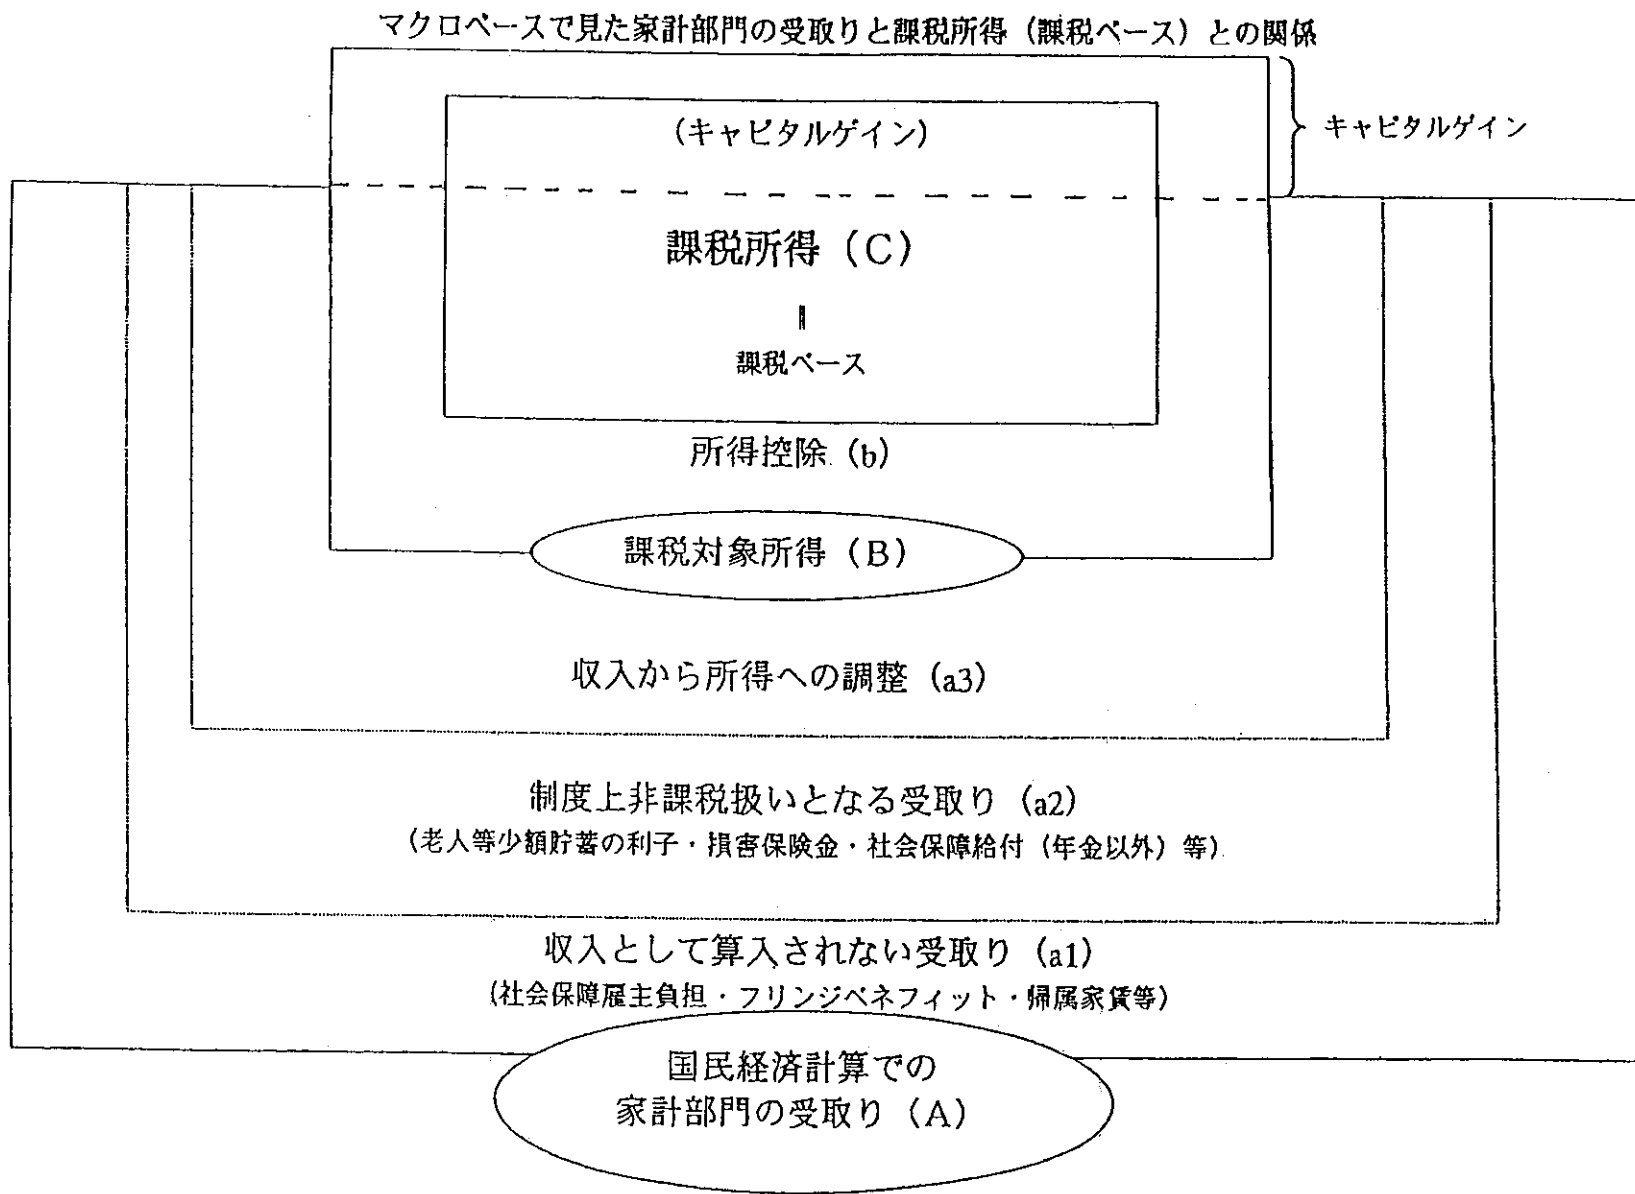 マクロベースで見た家計部門の受取りと課税所得（課税ベース）との関係
（キャピタルゲイン）
キャピタルゲイン
課税所得（C）
‖
課税ベース
所得控除（b）
課税対象所得（B）
収入から所得への調整（a3）
制度上非課税扱いとなる受取り（a2）
（老人等少額貯蓄の利子・損害保険金・社会保障給付（年金以外）等）
収入として算入されない受取り（a1）
（社会保障雇主負担・フリンジベネフィット・帰属家賃等）
国民経済計算での
家計部門の受取り（A）